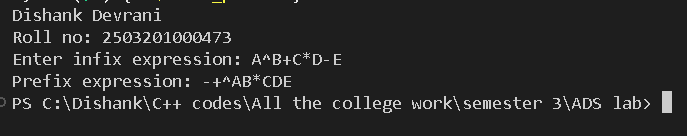 Dishank Devrani
Roll no: 2503201000473
Enter infix expression: A^B+C*D-E
Prefix expression: -+^AB*CDE
PS C:\Dishank\C++ codes\All the college work\semester 3\ADS lab>